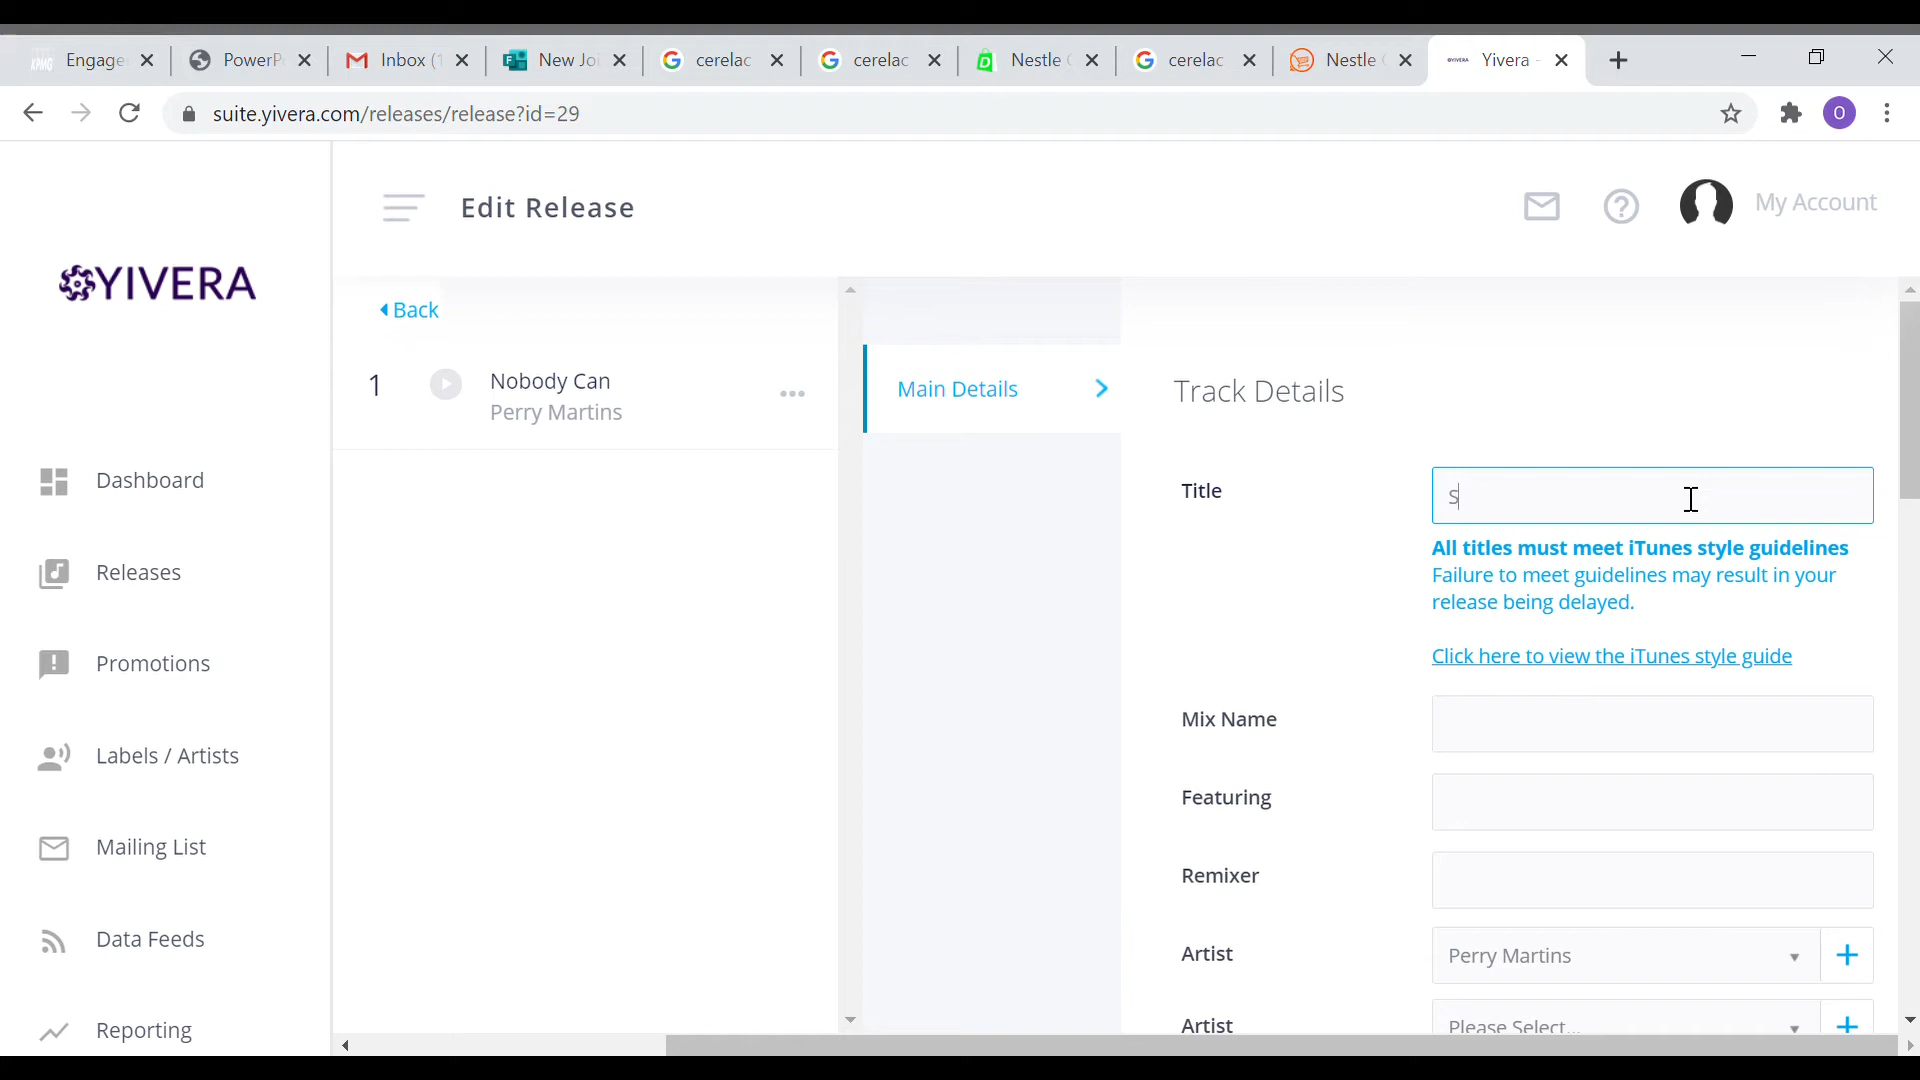 Engage
PowerP
Inbox (1
New Joi
cerelac
cerelac
Nestle
cerelac
Nestle
Yivera -
suite.yivera.com/releases/release?id=29
O
Edit Release
My Account
YIVERA
Back
1
Nobody Can
Perry Martins
Main Details
Track Details
Title
S
All titles must meet iTunes style guidelines
Failure to meet guidelines may result in your
release being delayed.
Click here to view the iTunes style guide
Mix Name
Featuring
Remixer
Artist
Perry Martins
Artist
Please Select...
Dashboard
Releases
Promotions
Labels / Artists
Mailing List
Data Feeds
Reporting